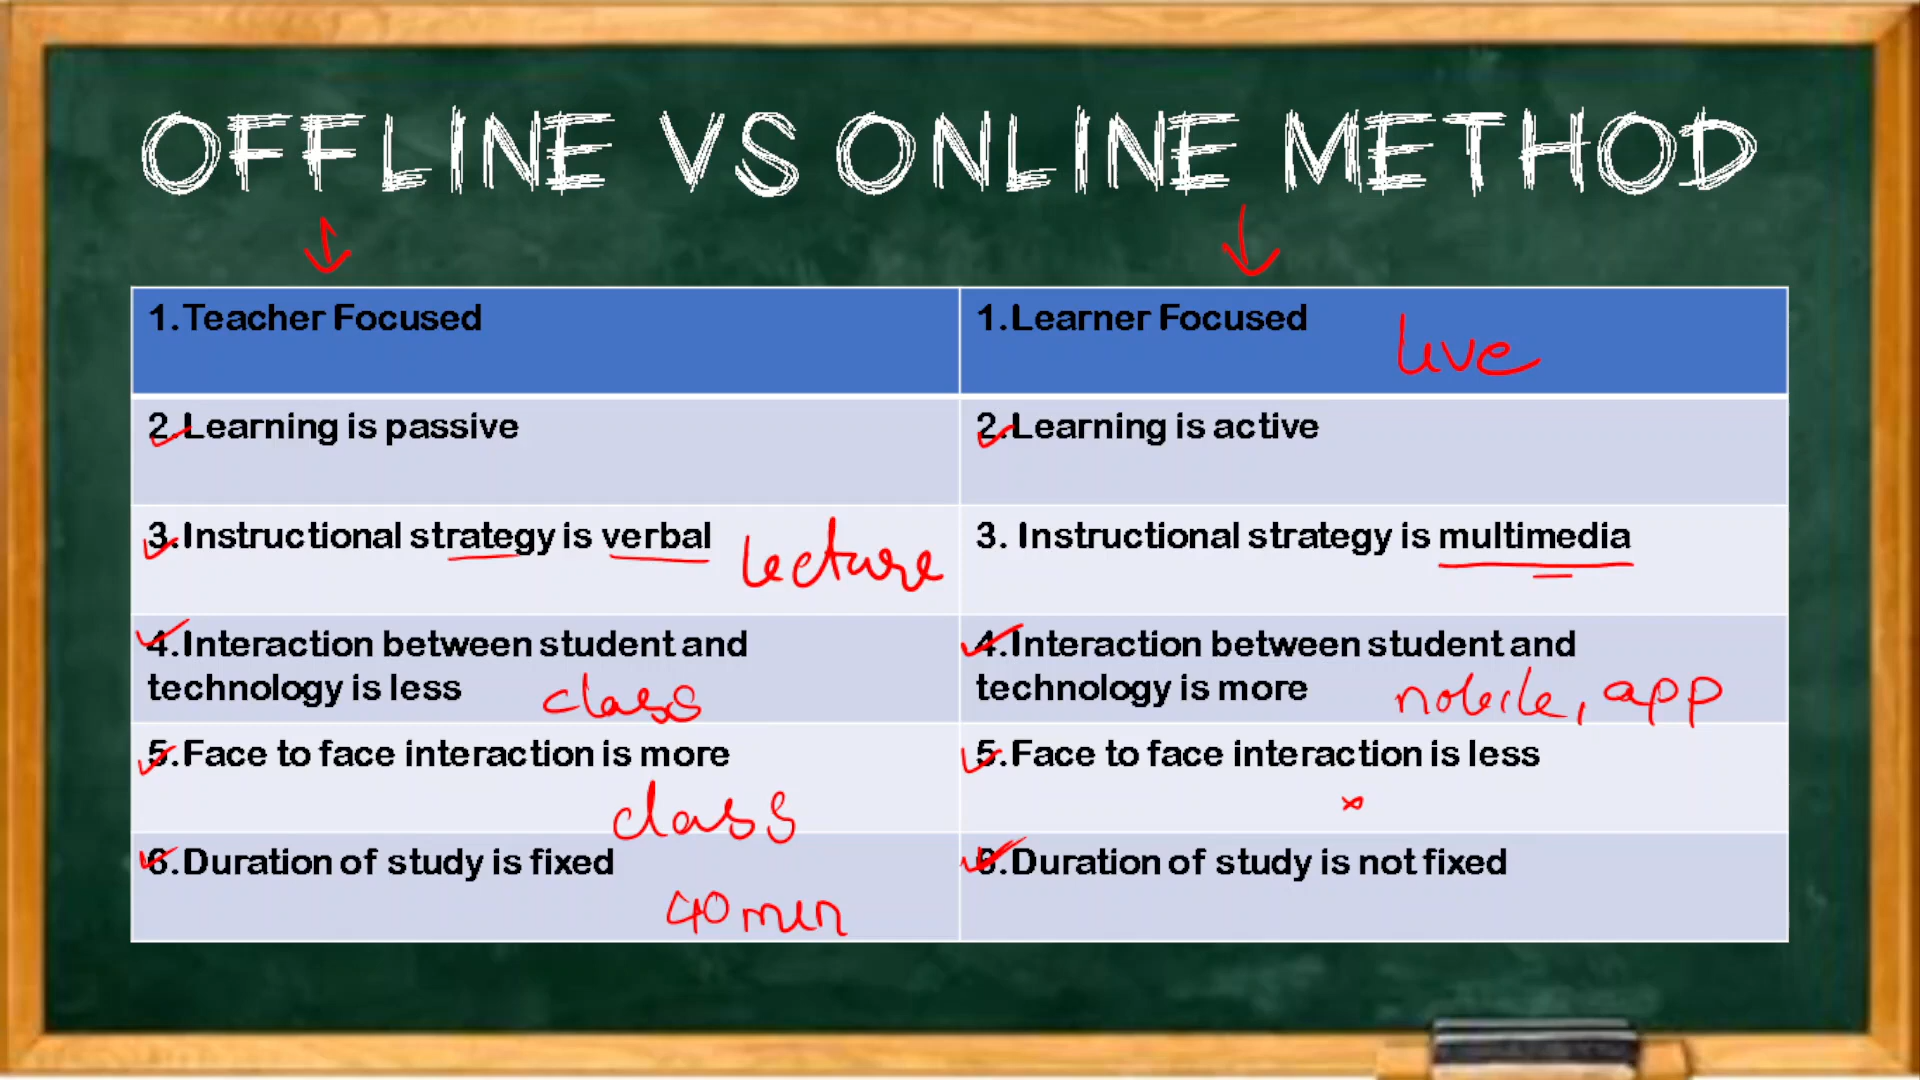 OFFLINE VS ONLINE METHOD
1.Teacher Focused
1.Learner Focused
live
2.Learning is passive
2.Learning is active
3.Instructional strategy is verbal
lecture
3. Instructional strategy is multimedia
4.Interaction between student and
technology is less
class
4.Interaction between student and
technology is more
mobile, app
5.Face to face interaction is more
class
5.Face to face interaction is less
6.Duration of study is fixed
40 min
6.Duration of study is not fixed